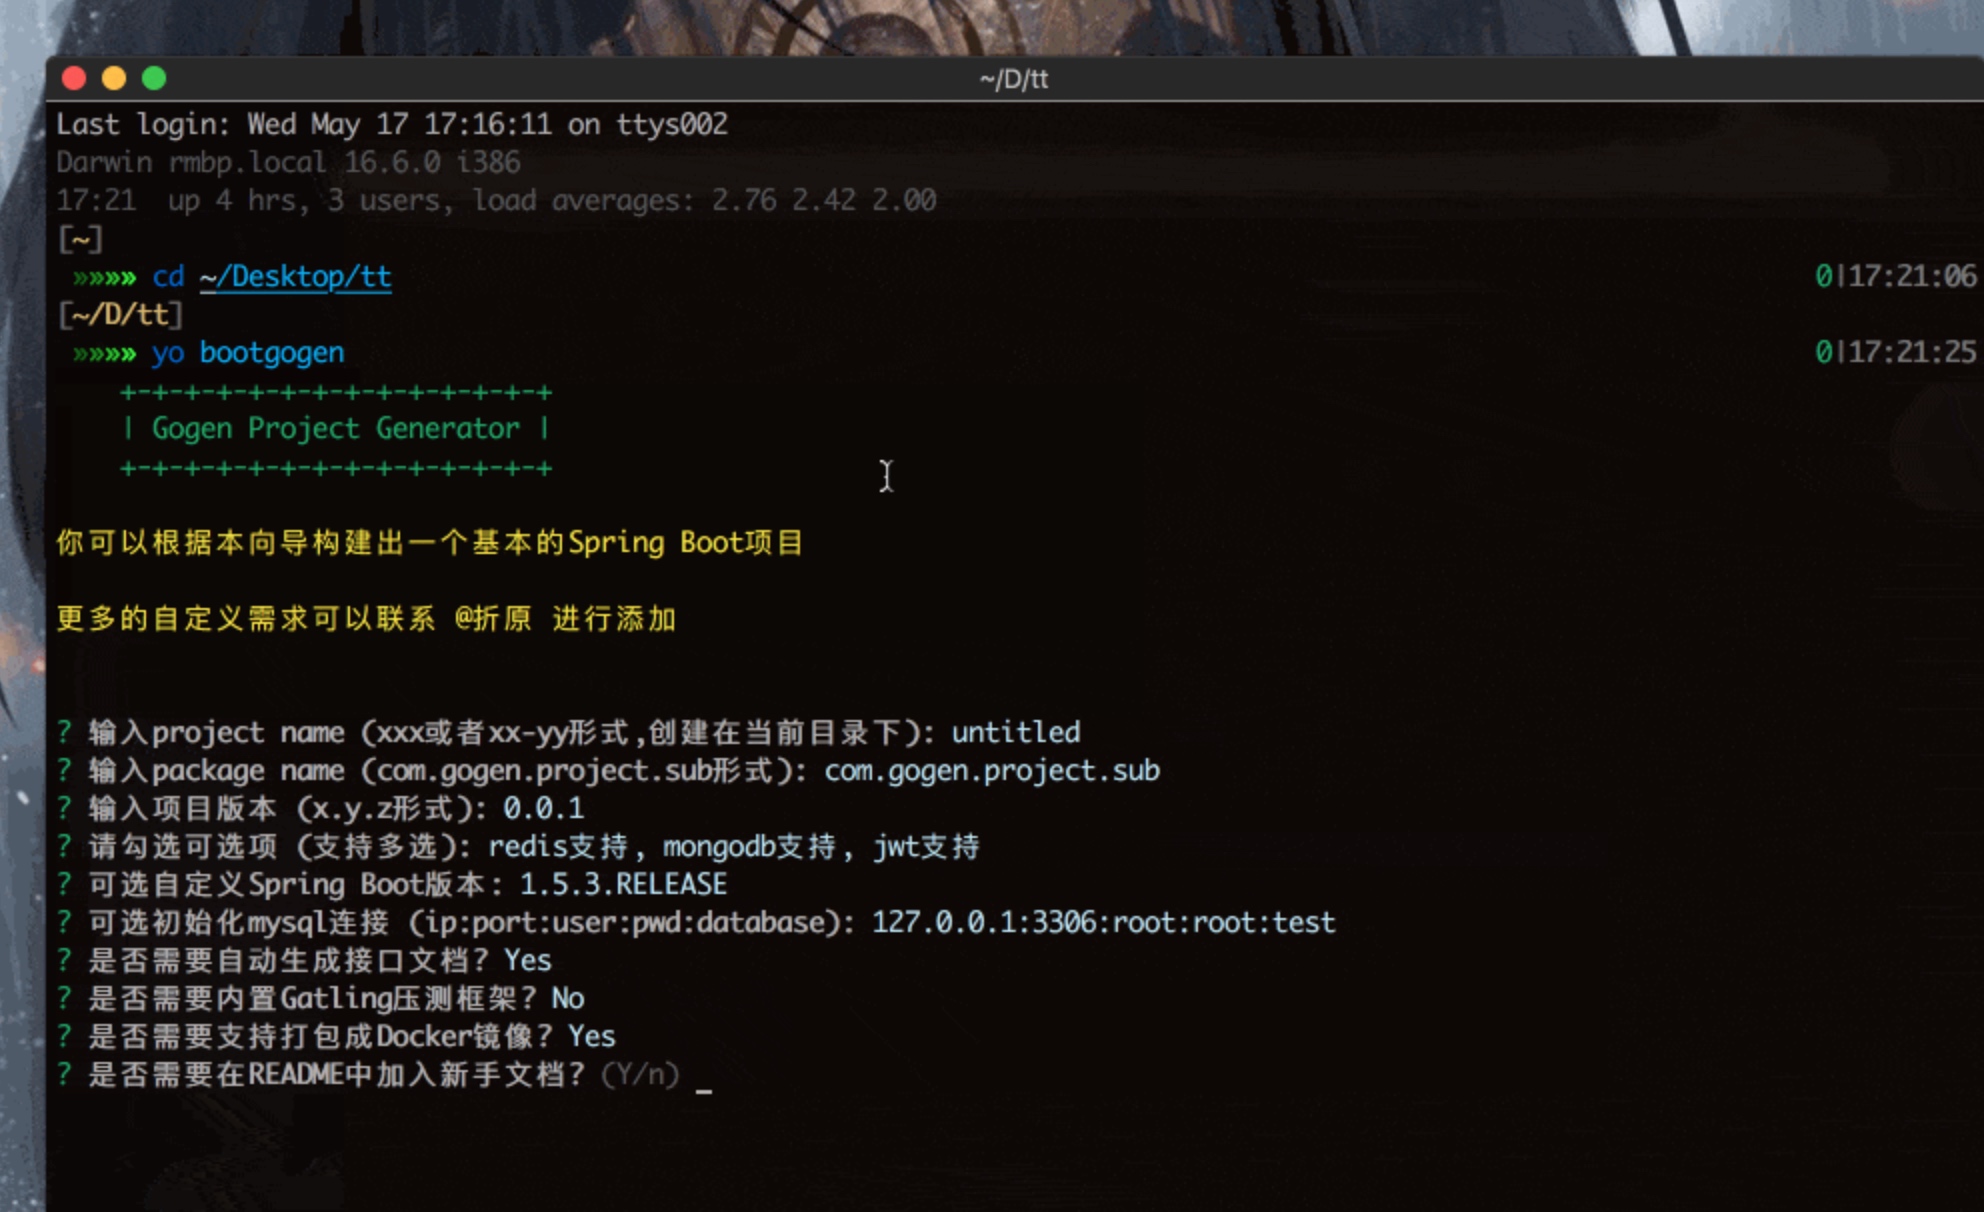 ~/D/tt
Last login: Wed May 17 17:16:11 on ttys002
Darwin rmbp.local 16.6.0 i386
17:21  up 4 hrs, 3 users, load averages: 2.76 2.42 2.00
[~]
»»»» cd ~/Desktop/tt 0|17:21:06
[~/D/tt]
»»»» yo bootgogen 0|17:21:25
+-+-+-+-+-+-+-+-+-+-+-+-+-+
| Gogen Project Generator |
+-+-+-+-+-+-+-+-+-+-+-+-+-+
你可以根据本向导构建出一个基本的Spring Boot项目
更多的自定义需求可以联系 @折原 进行添加
? 输入project name (xxx或者xx-yy形式,创建在当前目录下): untitled
? 输入package name (com.gogen.project.sub形式): com.gogen.project.sub
? 输入项目版本 (x.y.z形式): 0.0.1
? 请勾选可选项 (支持多选): redis支持, mongodb支持, jwt支持
? 可选自定义Spring Boot版本: 1.5.3.RELEASE
? 可选初始化mysql连接 (ip:port:user:pwd:database): 127.0.0.1:3306:root:root:test
? 是否需要自动生成接口文档? Yes
? 是否需要内置Gatling压测框架? No
? 是否需要支持打包成Docker镜像? Yes
? 是否需要在README中加入新手文档? (Y/n) _